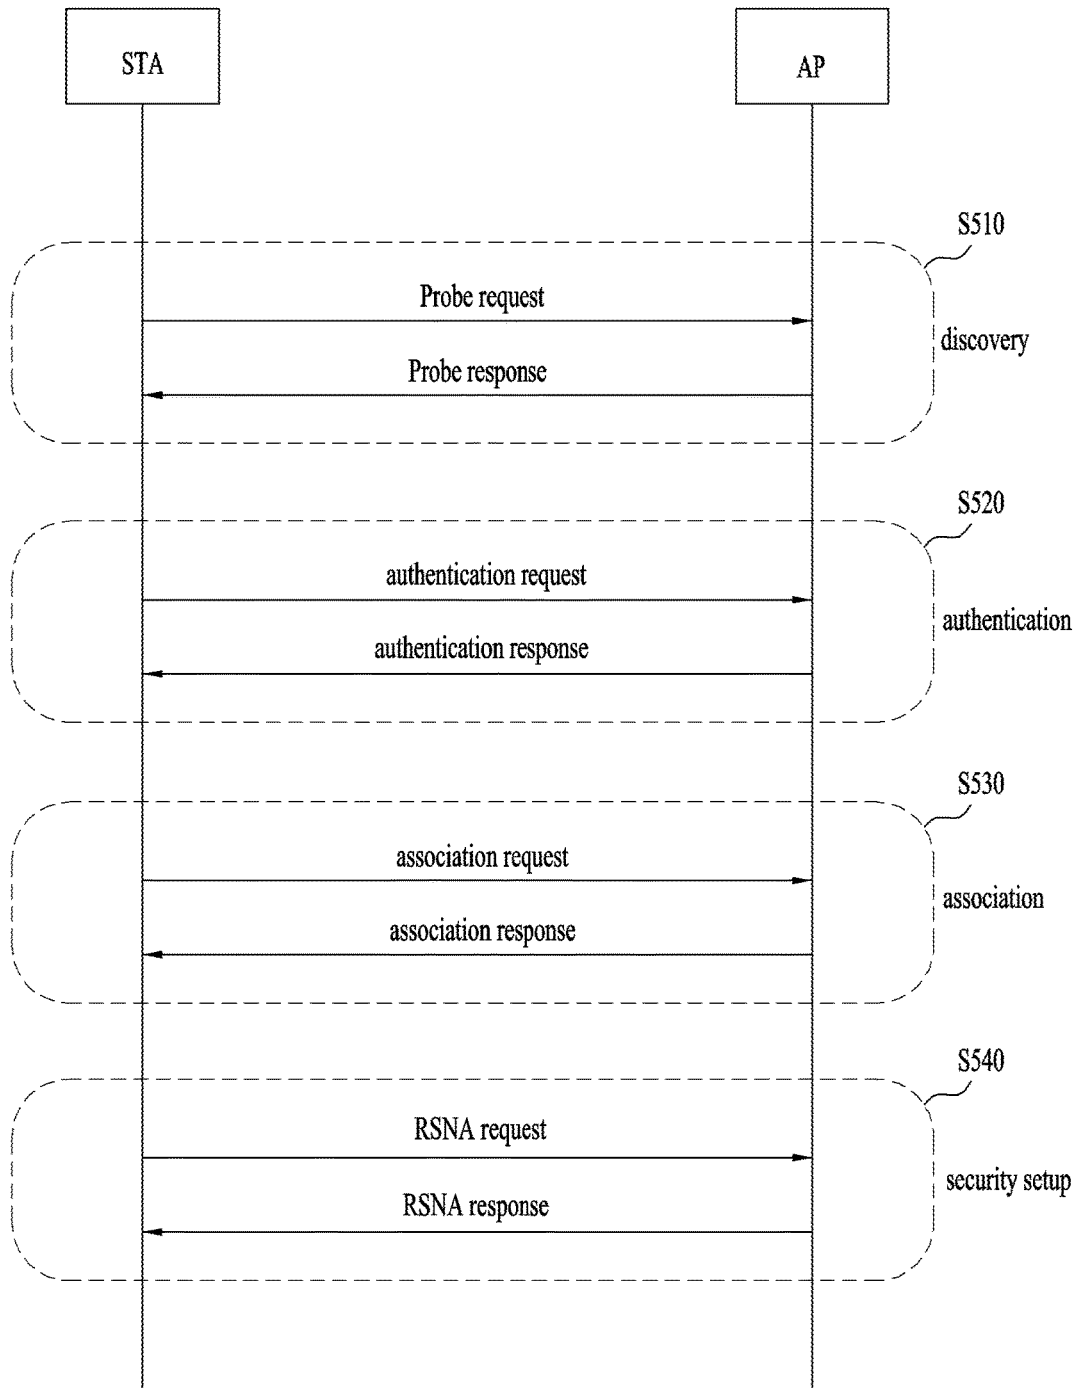 STA
AP
S510
Probe request
discovery
Probe response
S520
authentication request
authentication
authentication response
S530
association request
association
association response
S540
RSNA request
security setup
RSNA response